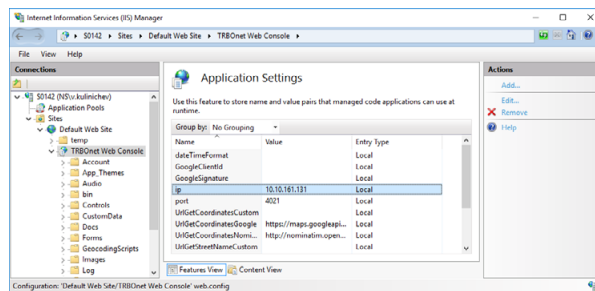 Internet Information Services (IIS) Manager
S0142 ▸ Sites ▸ Default Web Site ▸ TRBOnet Web Console ▸
File View Help
Connections
S0142 (NS\v.kulinichev)
Application Pools
Sites
Default Web Site
temp
TRBOnet Web Console
Account
App_Themes
Audio
bin
Controls
CustomData
Docs
Forms
GeocodingScripts
Images
Log
Application Settings
Use this feature to store name and value pairs that managed code applications can use at
runtime.
Group by: No Grouping
Name Value Entry Type
dateTimeFormat Local
GoogleClientId Local
GoogleSignature Local
ip 10.10.161.131 Local
port 4021 Local
UrlGetCoordinatesCustom Local
UrlGetCoordinatesGoogle https://maps.googleapi... Local
UrlGetCoordinatesNomi... http://nominatim.open... Local
UrlGetStreetNameCustom Local
Features View Content View
Actions
Add...
Edit...
Remove
Help
Configuration: 'Default Web Site/TRBOnet Web Console' web.config